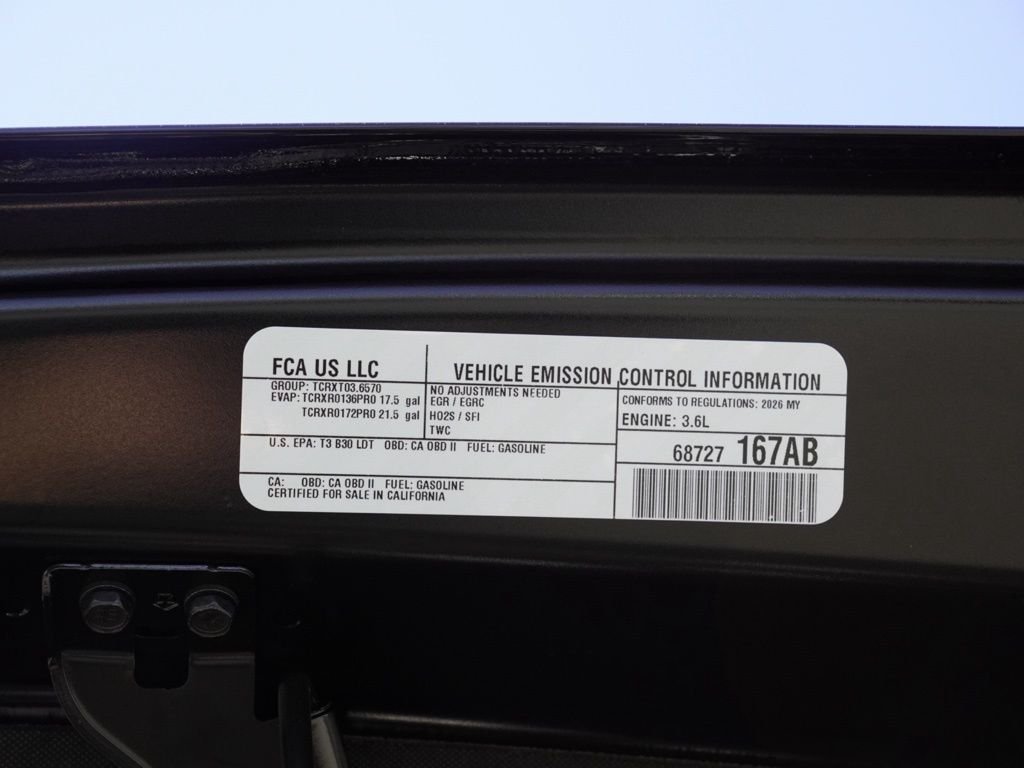 FCA US LLC
VEHICLE EMISSION CONTROL INFORMATION
GROUP: TCRXT03.6570
EVAP: TCRXR0136PR0 17.5 gal
TCRXR0172PR0 21.5 gal
NO ADJUSTMENTS NEEDED
EGR / EGRC
HO2S / SFI
TWC
CONFORMS TO REGULATIONS: 2026 MY
ENGINE: 3.6L
U.S. EPA: T3 B30 LDT OBD: CA OBD II FUEL: GASOLINE
68727 167AB
CA: OBD: CA OBD II FUEL: GASOLINE
CERTIFIED FOR SALE IN CALIFORNIA